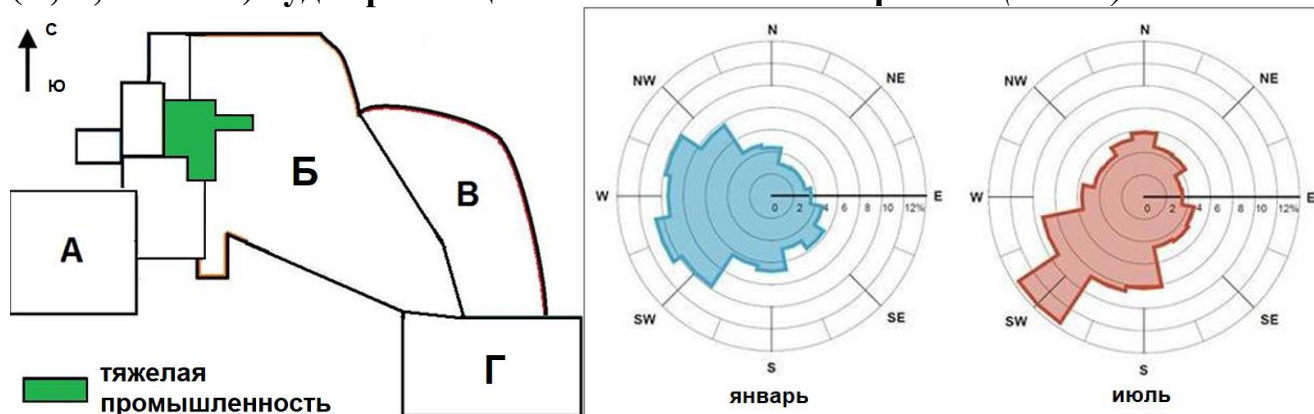 С
Ю
А
Б
В
Г
тяжелая
промышленность
N
NW
NE
W
0 2 4 6 8 10 12%
E
SW
SE
S
январь
N
NW
NE
W
0 2 4 6 8 10 12%
E
SW
SE
S
июль